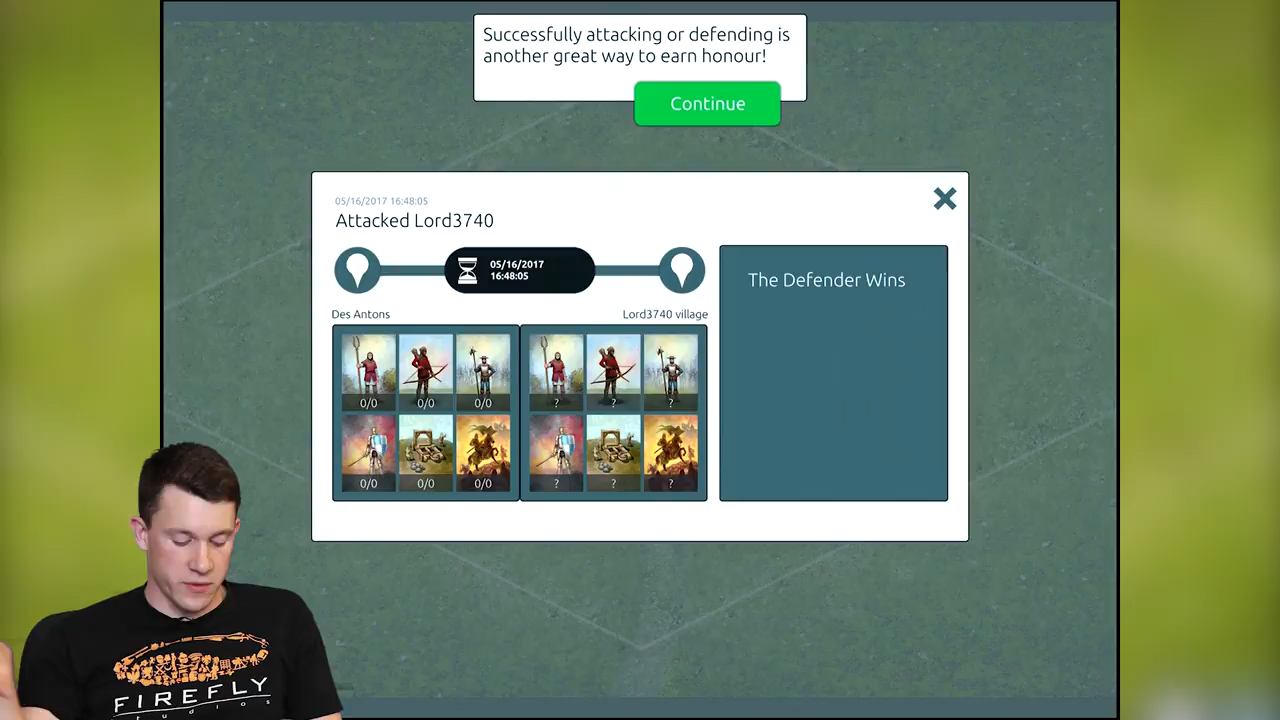 Successfully attacking or defending is
another great way to earn honour!
Continue
05/16/2017 16:48:05
Attacked Lord3740
05/16/2017
16:48:05
Des Antons
Lord3740 village
0/0 0/0 0/0
? ? ?
0/0 0/0 0/0
? ? ?
The Defender Wins
FIREFLY
studios